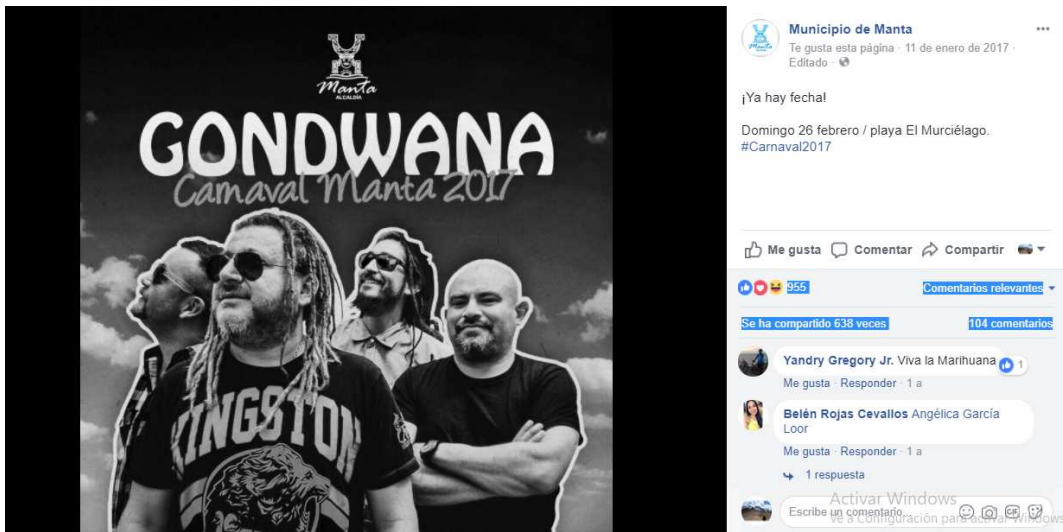 Manta
ALCALDÍA
GONDWANA
Carnaval Manta 2017
KINGSTON
Manta
Municipio de Manta
Te gusta esta página · 11 de enero de 2017 ·
Editado ·
¡Ya hay fecha!
Domingo 26 febrero / playa El Murciélago.
#Carnaval2017
Me gusta Comentar Compartir
955 Comentarios relevantes
Se ha compartido 638 veces 104 comentarios
Yandry Gregory Jr. Viva la Marihuana 1
Me gusta · Responder · 1 a
Belén Rojas Cevallos Angélica García
Loor
Me gusta · Responder · 1 a
1 respuesta
Activar Windows
Escribe un comentario... GIF
Ve a Configuración para activar Windows